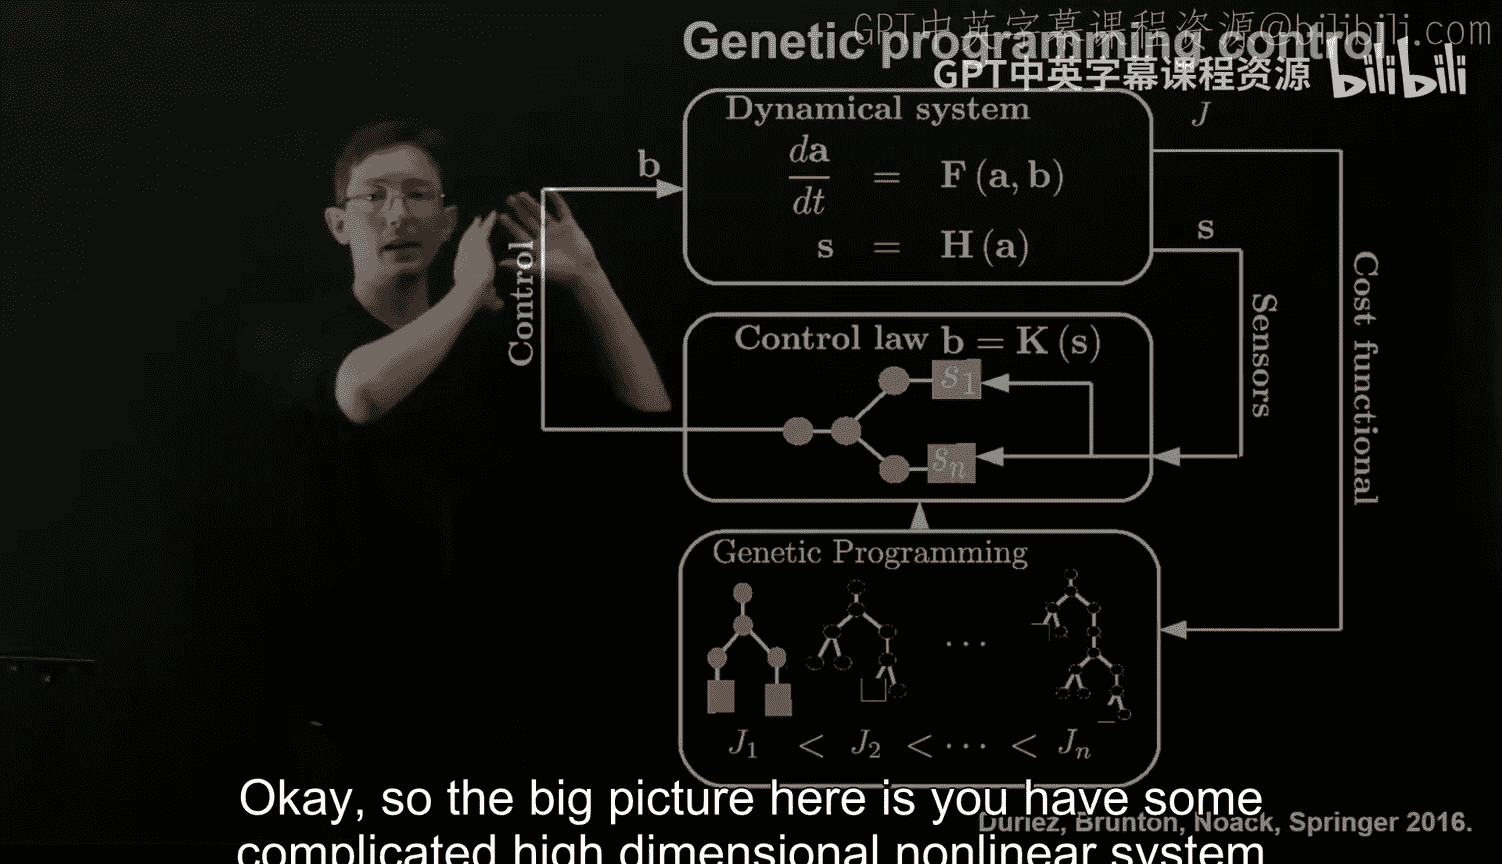 Genetic programming control
GPT中英字幕课程资源@bilibili.com
GPT中英字幕课程资源 bilibili
Dynamical system
J
b
da/dt = F (a, b)
s = H (a)
s
Control
Sensors
Cost functional
Control law b = K (s)
s1
sn
Genetic Programming
...
J1 < J2 < ··· < Jn
Okay, so the big picture here is you have some
complicated high dimensional nonlinear system
Duriez, Brunton, Noack, Springer 2016.